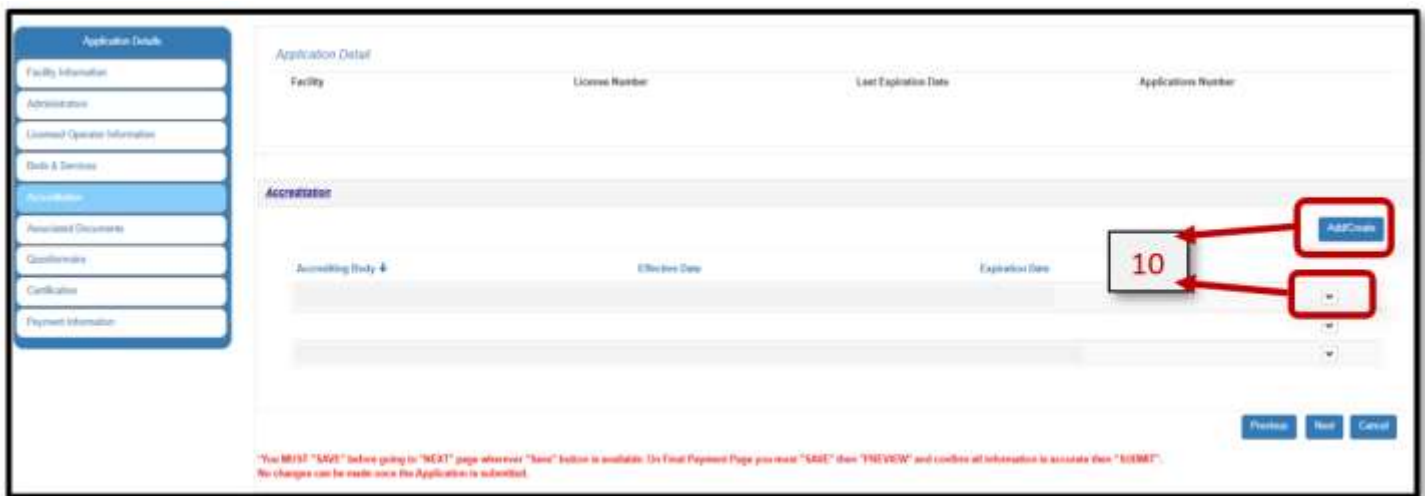 Application Details
Facility Information
Administration
Licensed Operator Information
Beds & Services
Accreditation
Associated Documents
Questionnaire
Certification
Payment Information
Application Detail
Facility License Number Last Expiration Date Applications Number
Accreditation
Add/Create
10
Accrediting Body Effective Date Expiration Date
Previous Next Cancel
*You MUST "SAVE" before going to "NEXT" page wherever "Save" button is available. On Final Payment Page you must "SAVE" then "PREVIEW" and confirm all information is accurate then "SUBMIT".
No changes can be made once the Application is submitted.